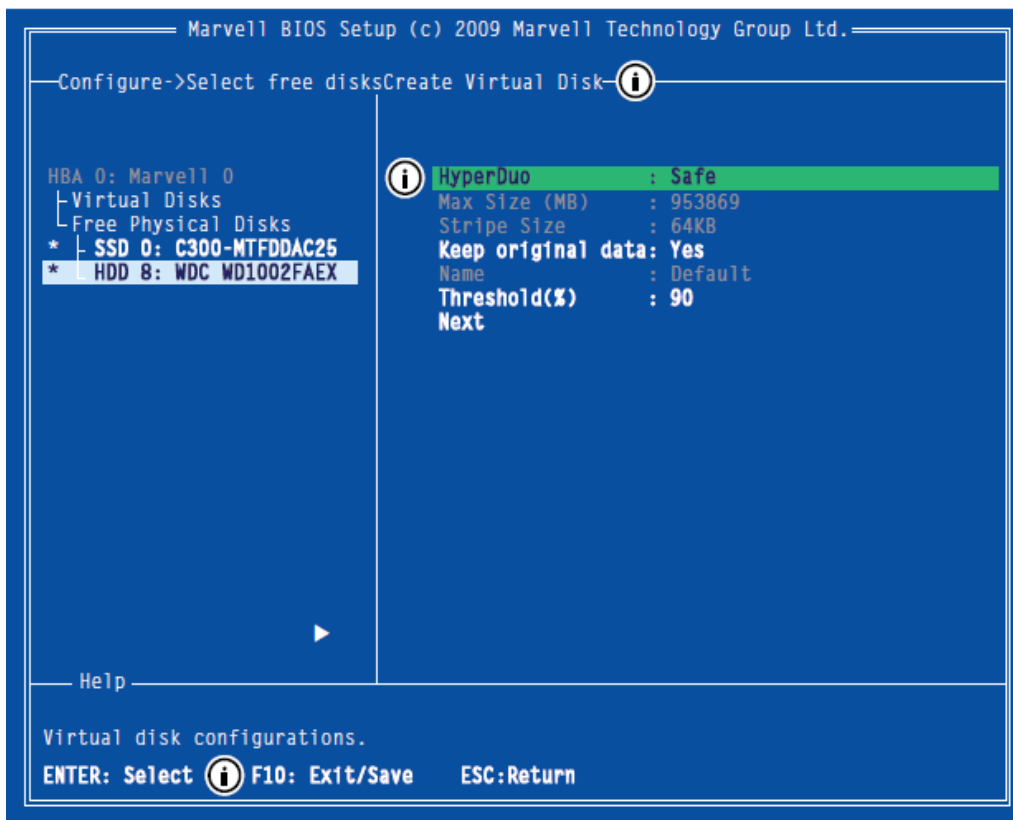 Marvell BIOS Setup (c) 2009 Marvell Technology Group Ltd.
Configure->Select free disksCreate Virtual Disk
HBA 0: Marvell 0
Virtual Disks
Free Physical Disks
* SSD 0: C300-MTFDDAC25
* HDD 8: WDC WD1002FAEX
HyperDuo : Safe
Max Size (MB) : 953869
Stripe Size : 64KB
Keep original data: Yes
Name : Default
Threshold(%) : 90
Next
Help
Virtual disk configurations.
ENTER: Select F10: Exit/Save ESC:Return